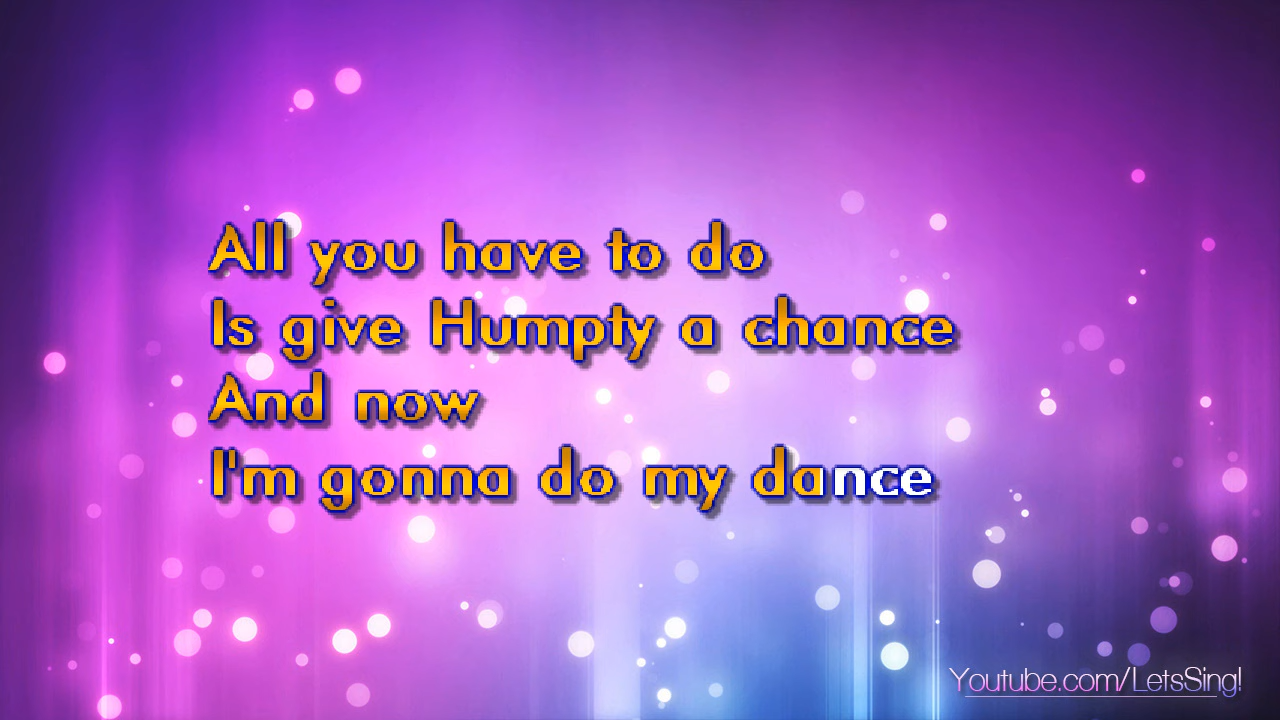 All you have to do
Is give Humpty a chance
And now
I'm gonna do my dance
Youtube.com/LetsSing!